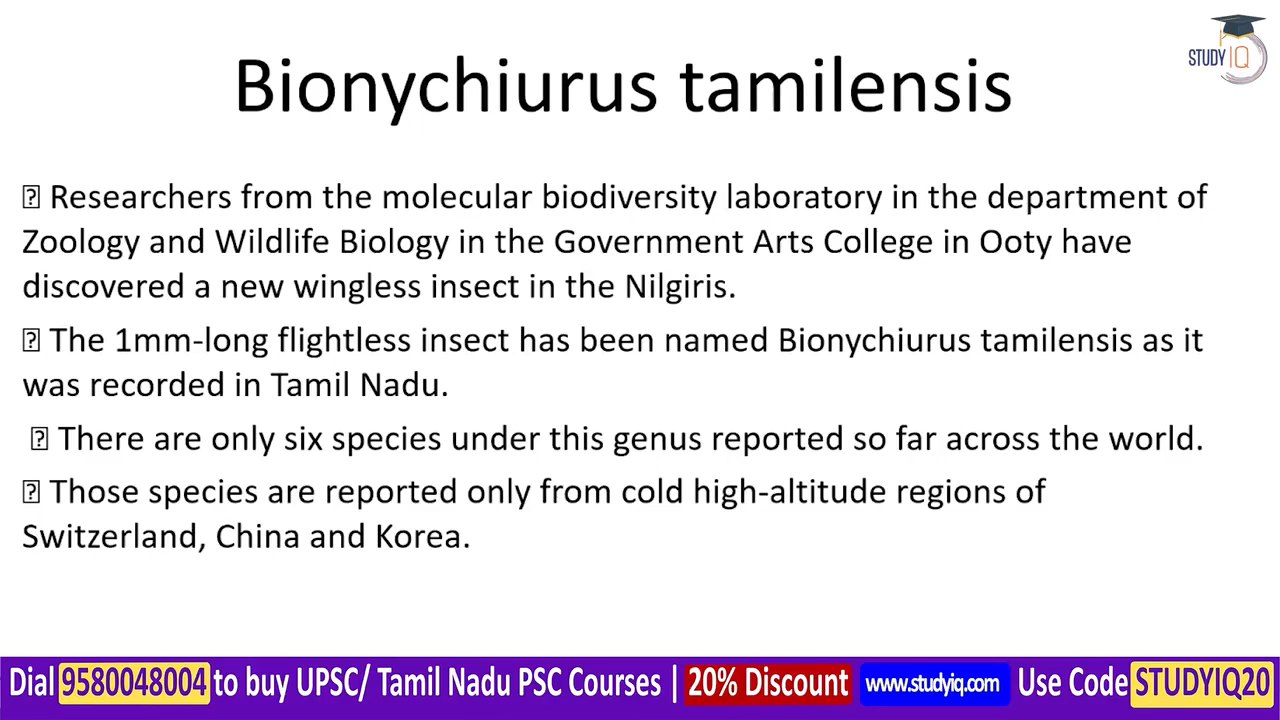 STUDY IQ
Bionychiurus tamilensis
⍰ Researchers from the molecular biodiversity laboratory in the department of
Zoology and Wildlife Biology in the Government Arts College in Ooty have
discovered a new wingless insect in the Nilgiris.
⍰ The 1mm-long flightless insect has been named Bionychiurus tamilensis as it
was recorded in Tamil Nadu.
⍰ There are only six species under this genus reported so far across the world.
⍰ Those species are reported only from cold high-altitude regions of
Switzerland, China and Korea.
Dial 9580048004 to buy UPSC/ Tamil Nadu PSC Courses | 20% Discount www.studyiq.com Use Code STUDYIQ20